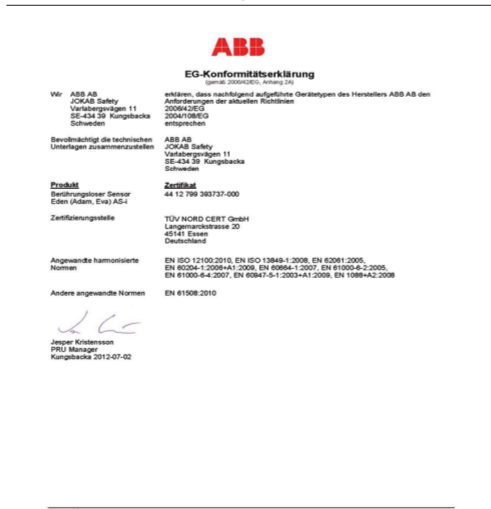 ABB
EG-Konformitätserklärung
(gemäß 2006/42/EG, Anhang 2A)
Wir ABB AB
JOKAB Safety
Varlabergsvägen 11
SE-434 39 Kungsbacka
Schweden
erklären, dass nachfolgend aufgeführte Gerätetypen des Herstellers ABB AB den
Anforderungen der aktuellen Richtlinien
2006/42/EG
2004/108/EG
entsprechen
Bevollmächtigt die technischen
Unterlagen zusammenzustellen
ABB AB
JOKAB Safety
Varlabergsvägen 11
SE-434 39 Kungsbacka
Schweden
Produkt
Berührungsloser Sensor
Eden (Adam, Eva) AS-i
Zertifikat
44 12 799 393737-000
Zertifizierungsstelle
TÜV NORD CERT GmbH
Langemarckstrasse 20
45141 Essen
Deutschland
Angewandte harmonisierte
Normen
EN ISO 12100:2010, EN ISO 13849-1:2008, EN 62061:2005,
EN 60204-1:2006+A1:2009, EN 60664-1:2007, EN 61000-6-2:2005,
EN 61000-6-4:2007, EN 60947-5-1:2003+A1:2009, EN 1088+A2:2008
Andere angewandte Normen
EN 61508:2010
Jesper Kristensson
PRU Manager
Kungsbacka 2012-07-02